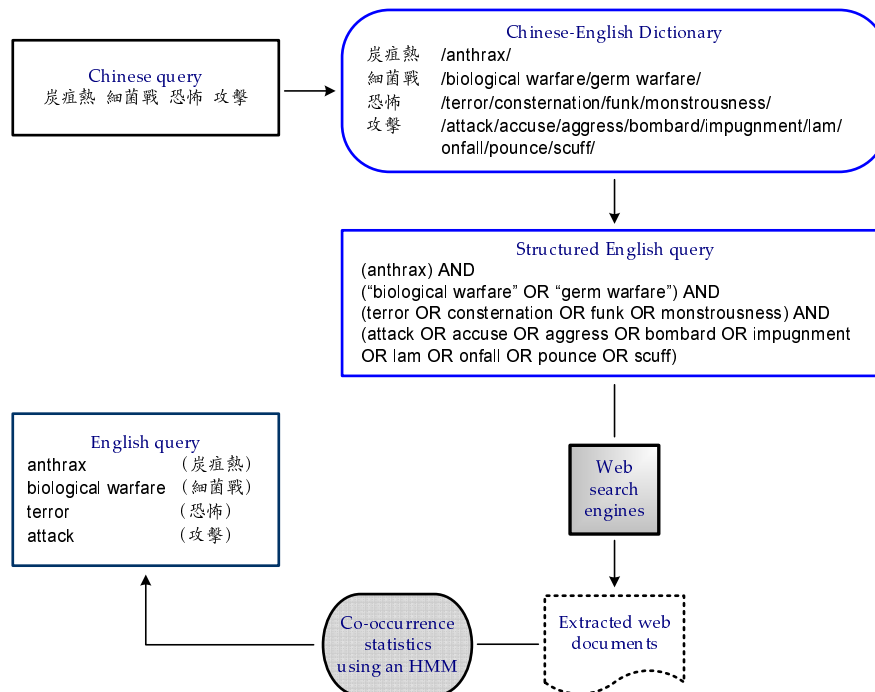 Chinese query
炭疽熱 細菌戰 恐怖 攻擊
Chinese-English Dictionary
炭疽熱 /anthrax/
細菌戰 /biological warfare/germ warfare/
恐怖 /terror/consternation/funk/monstrousness/
攻擊 /attack/accuse/aggress/bombard/impugnment/lam/
onfall/pounce/scuff/
Structured English query
(anthrax) AND
(“biological warfare” OR “germ warfare”) AND
(terror OR consternation OR funk OR monstrousness) AND
(attack OR accuse OR aggress OR bombard OR impugnment
OR lam OR onfall OR pounce OR scuff)
Web
search
engines
Extracted web
documents
Co-occurrence
statistics
using an HMM
English query
anthrax (炭疽熱)
biological warfare (細菌戰)
terror (恐怖)
attack (攻擊)